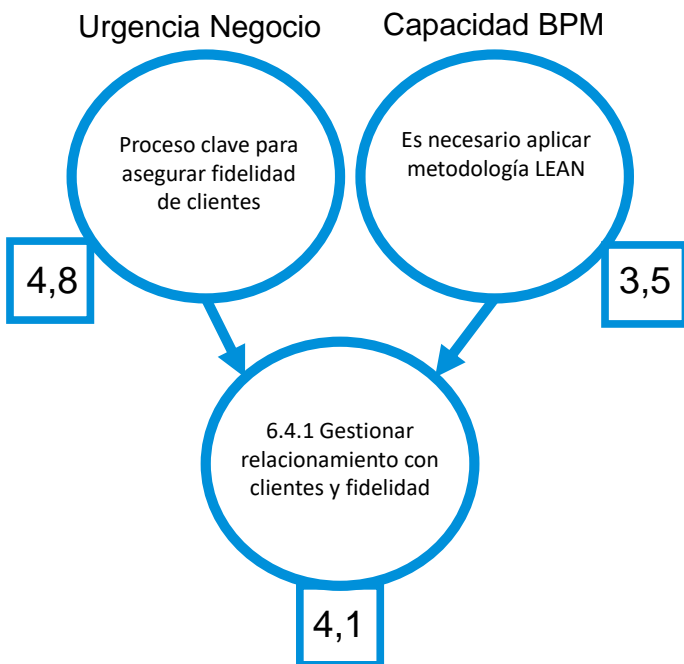 Urgencia Negocio
Capacidad BPM
Proceso clave para
asegurar fidelidad
de clientes
Es necesario aplicar
metodología LEAN
4,8
3,5
6.4.1 Gestionar
relacionamiento con
clientes y fidelidad
4,1